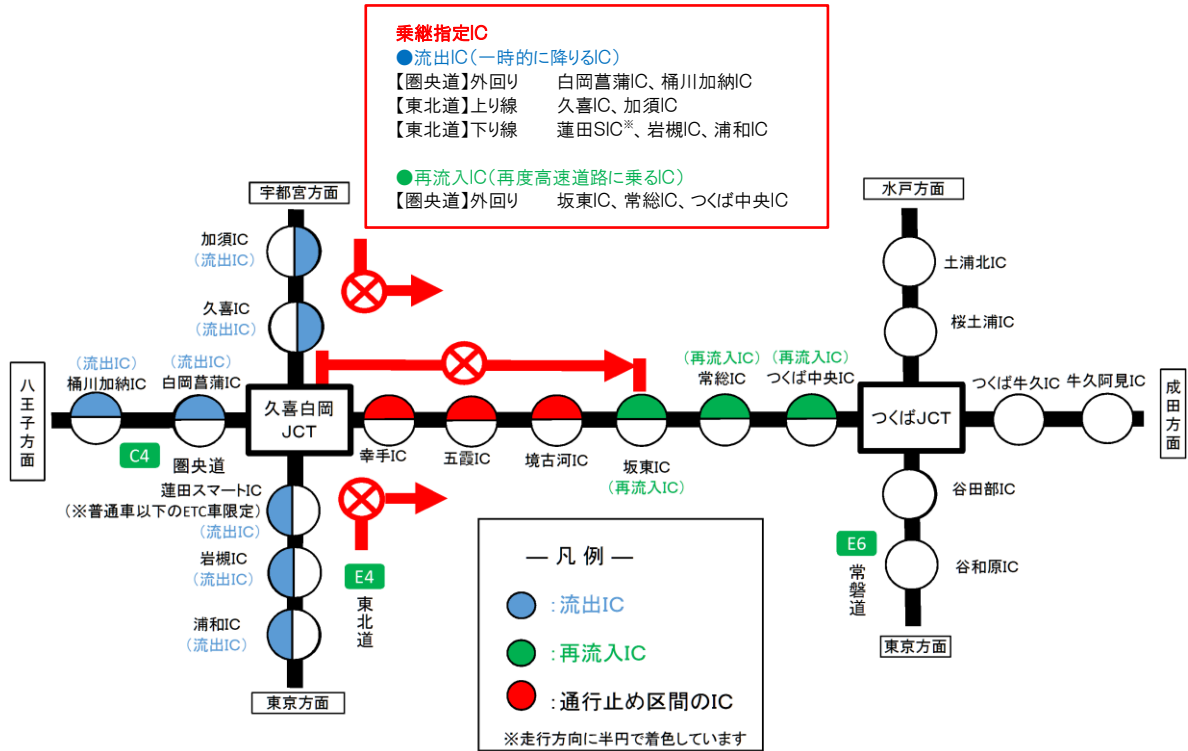 乗継指定IC
●流出IC(一時的に降りるIC)
【圏央道】外回り 白岡菖蒲IC、桶川加納IC
【東北道】上り線 久喜IC、加須IC
【東北道】下り線 蓮田SIC※、岩槻IC、浦和IC
●再流入IC(再度高速道路に乗るIC)
【圏央道】外回り 坂東IC、常総IC、つくば中央IC
宇都宮方面
加須IC
(流出IC)
久喜IC
(流出IC)
水戸方面
土浦北IC
桜土浦IC
八王子方面
(流出IC)
桶川加納IC
(流出IC)
白岡菖蒲IC
久喜白岡
JCT
幸手IC
五霞IC
境古河IC
坂東IC
(再流入IC)
(再流入IC)
常総IC
(再流入IC)
つくば中央IC
つくばJCT
つくば牛久IC
牛久阿見IC
成田方面
C4
圏央道
蓮田スマートIC
(※普通車以下のETC車限定)
(流出IC)
岩槻IC
(流出IC)
浦和IC
(流出IC)
E4
東北道
東京方面
谷田部IC
E6
常磐道
谷和原IC
東京方面
― 凡 例 ―
:流出IC
:再流入IC
:通行止め区間のIC
※走行方向に半円で着色しています